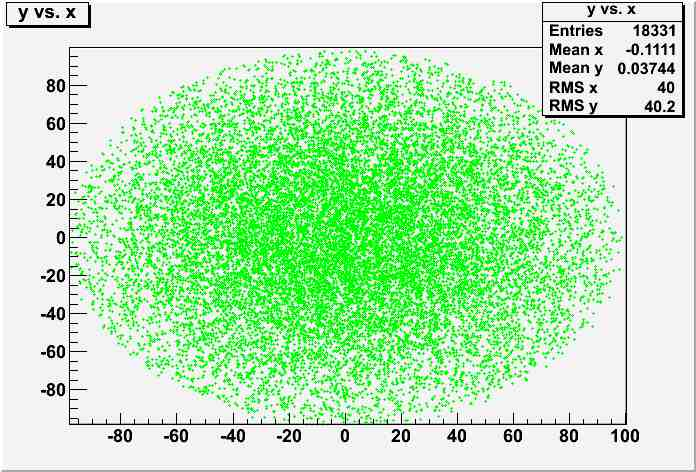 y vs. x
y vs. x
Entries 18331
Mean x -0.1111
Mean y 0.03744
RMS x 40
RMS y 40.2
80
60
40
20
0
-20
-40
-60
-80
-80 -60 -40 -20 0 20 40 60 80 100